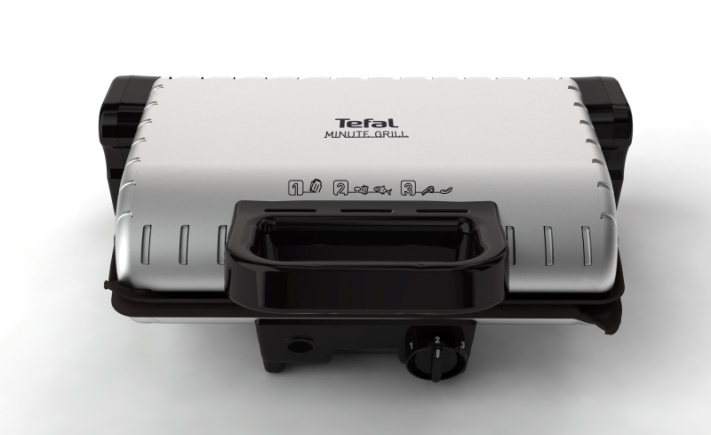 Tefal
MINUTE GRILL
1 2 3
1 2 3